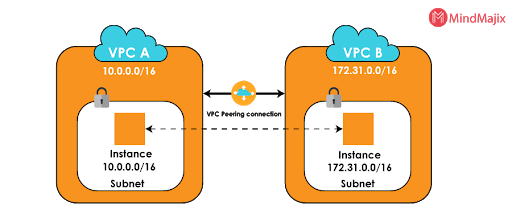 MindMajix
VPC A
10.0.0.0/16
VPC B
172.31.0.0/16
VPC Peering connection
Instance
10.0.0.0/16
Subnet
Instance
172.31.0.0/16
Subnet